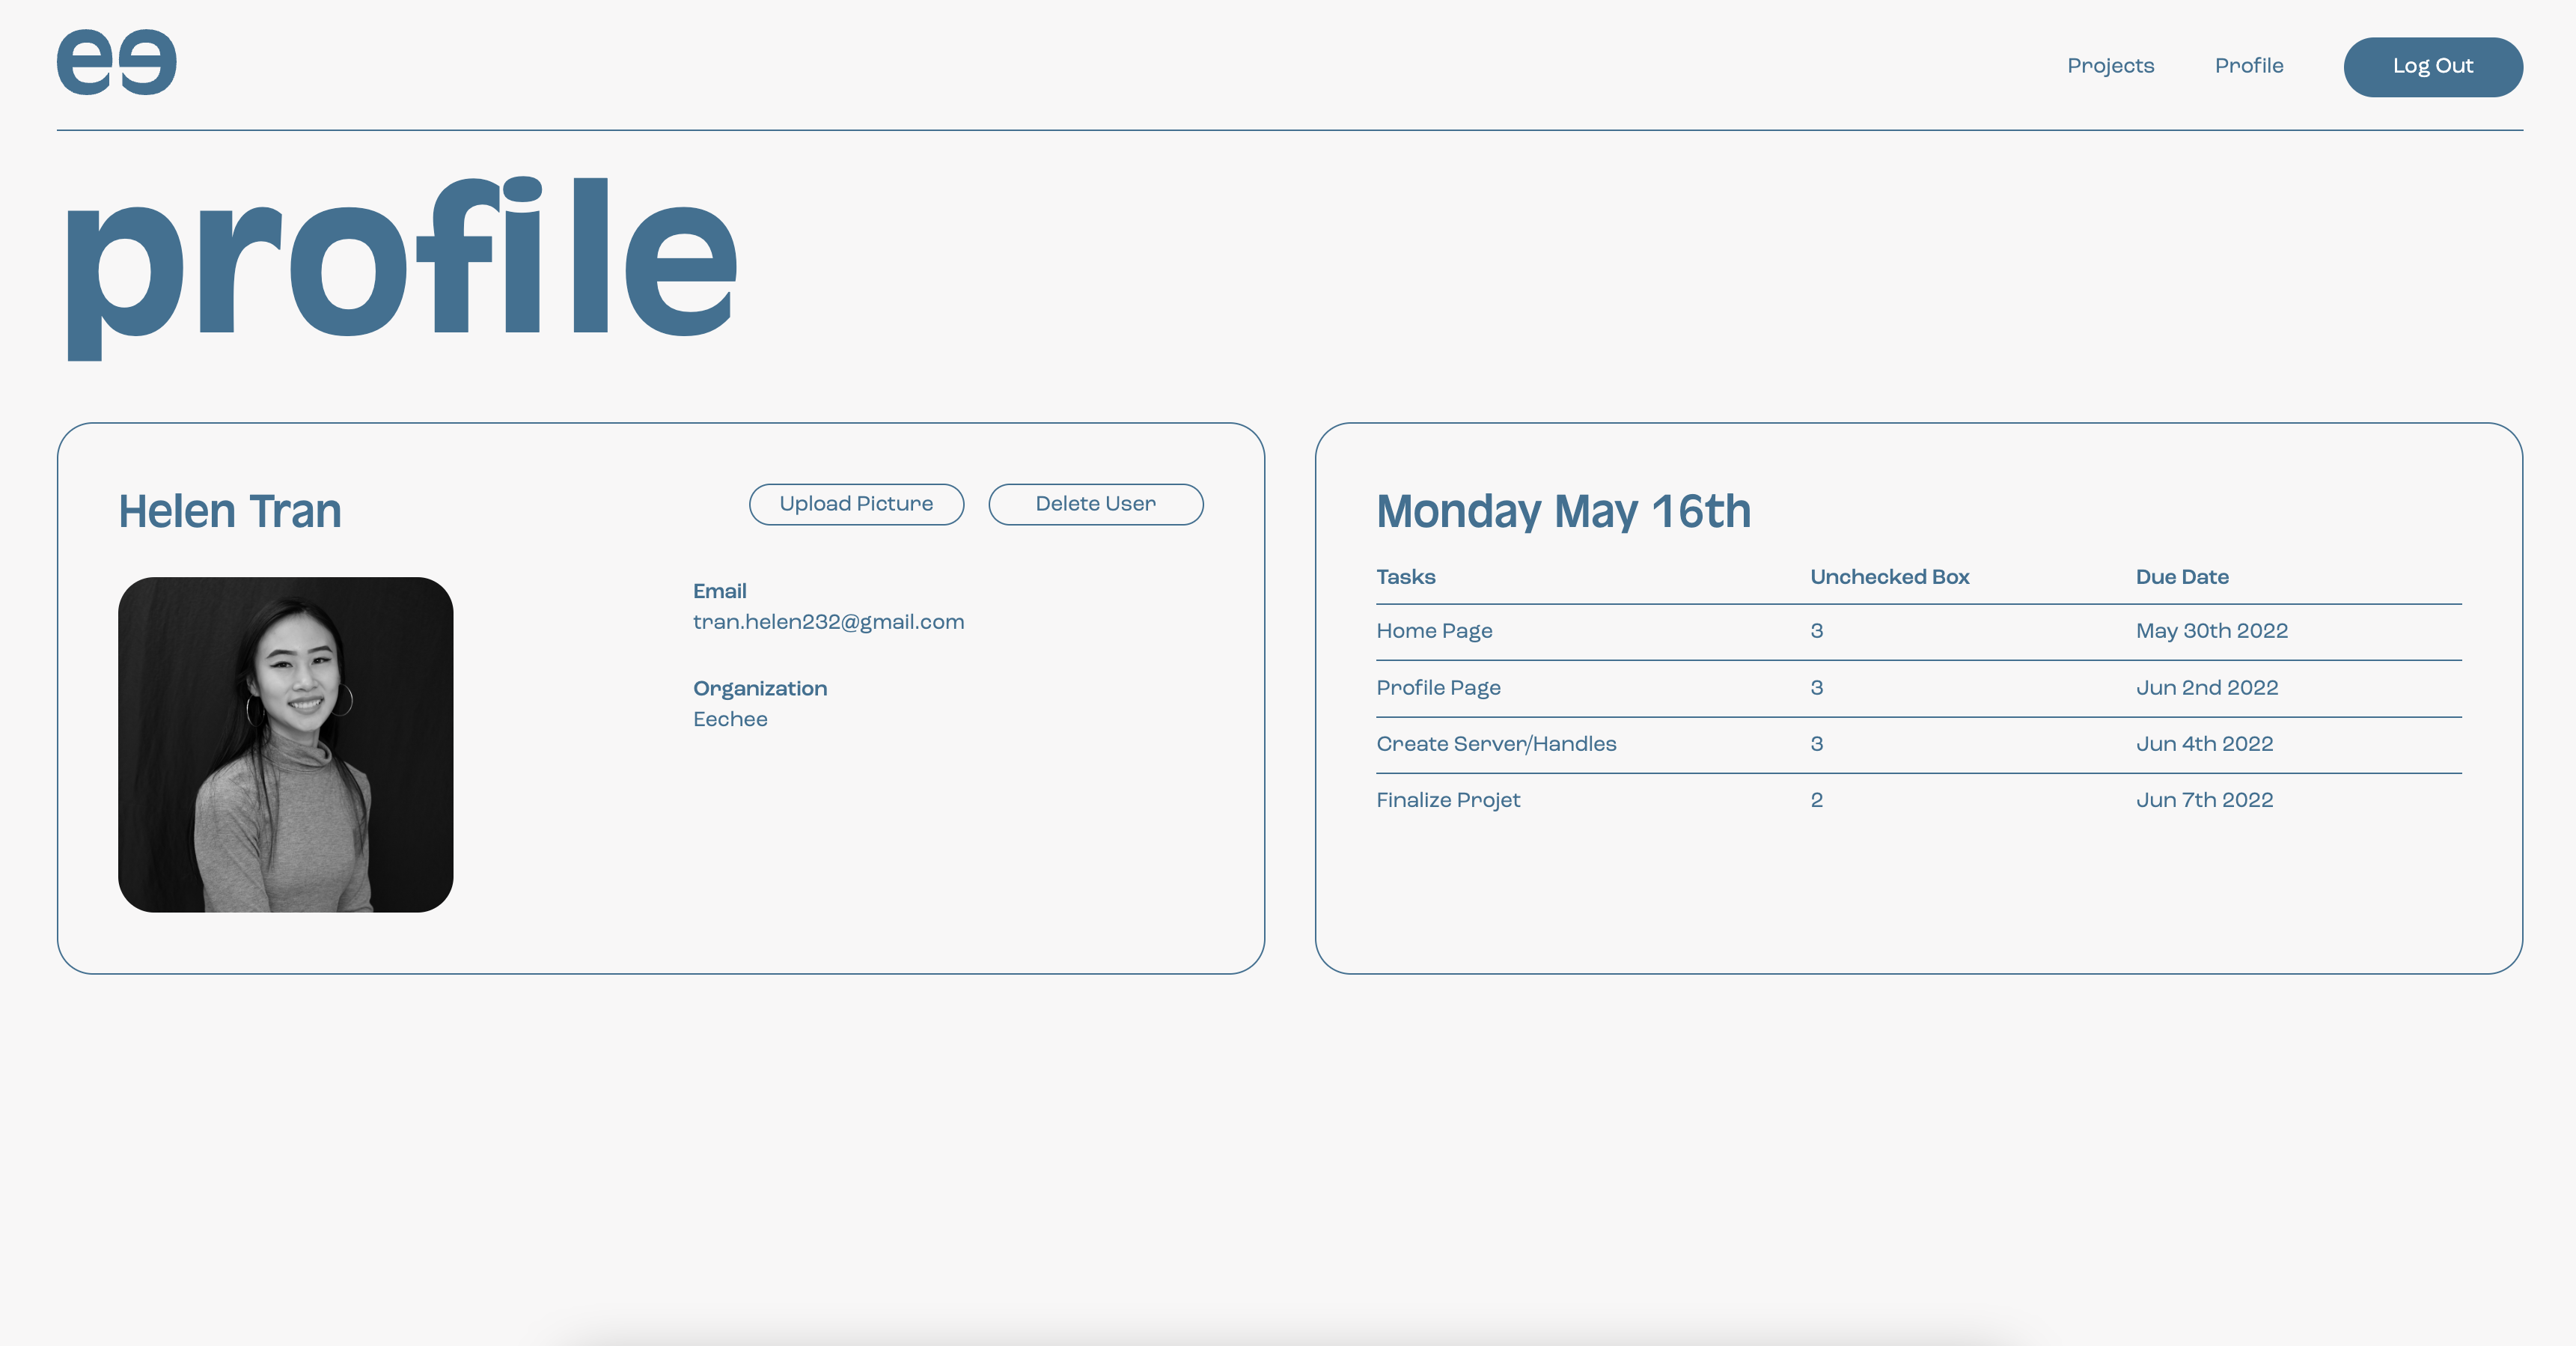 ee
Projects Profile Log Out
profile
Helen Tran
Upload Picture Delete User
Email
tran.helen232@gmail.com
Organization
Eechee
Monday May 16th
Tasks Unchecked Box Due Date
Home Page 3 May 30th 2022
Profile Page 3 Jun 2nd 2022
Create Server/Handles 3 Jun 4th 2022
Finalize Projet 2 Jun 7th 2022